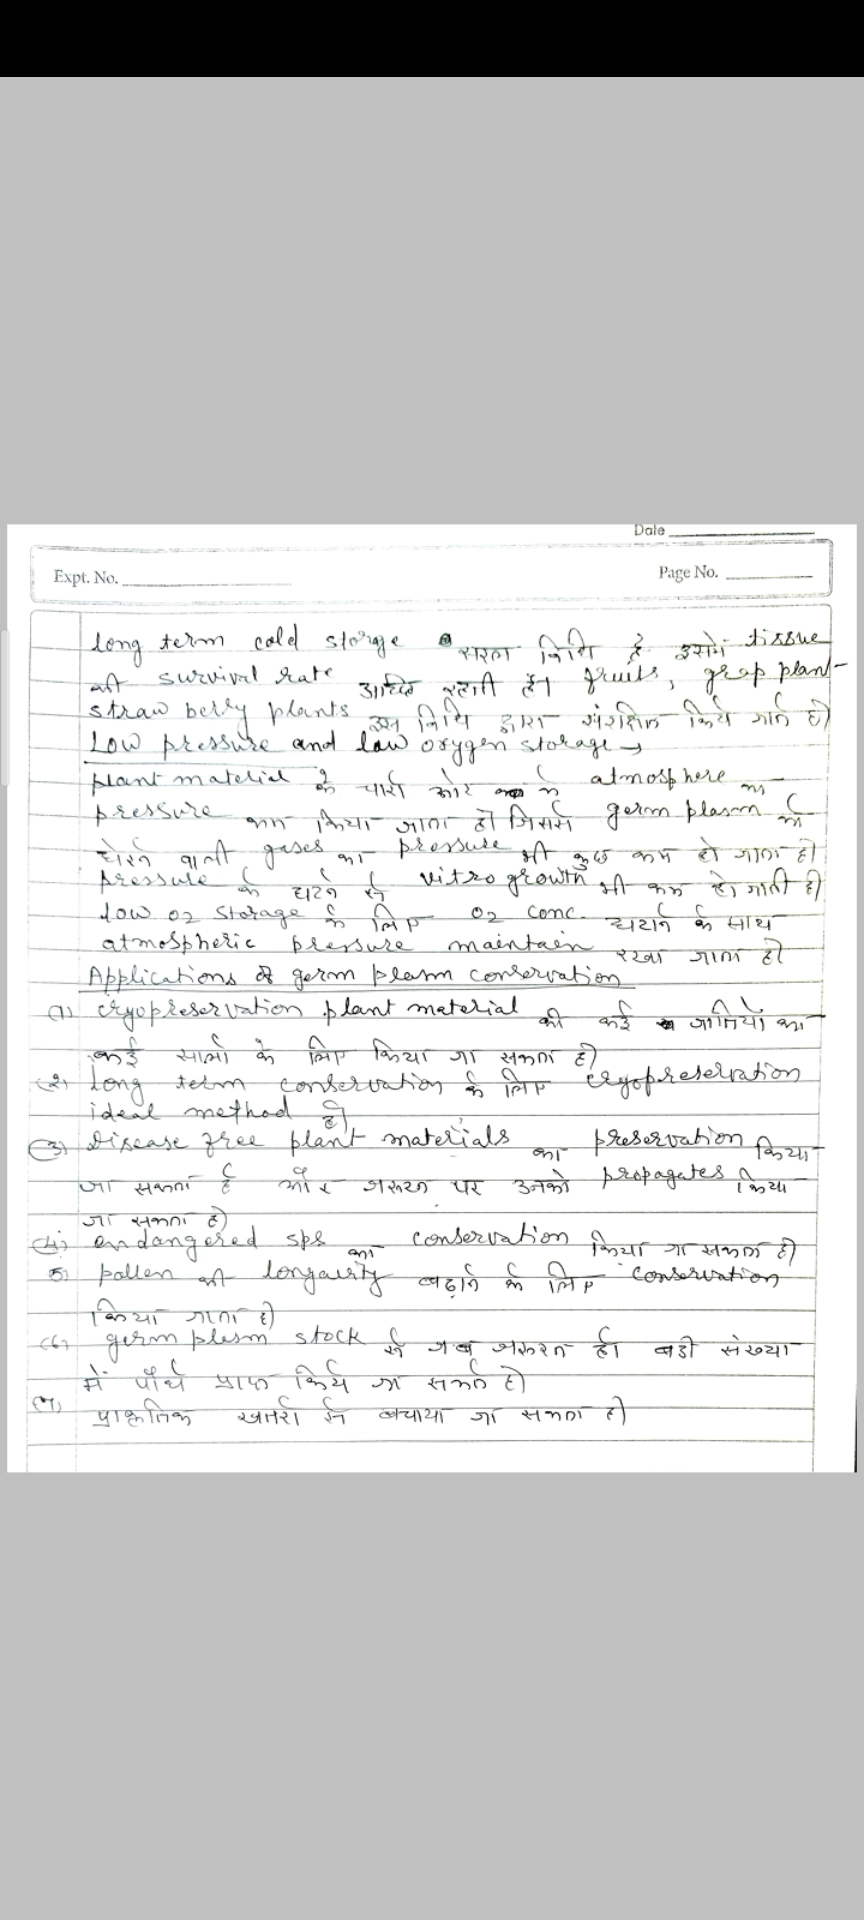 Date
Expt. No.
Page No.
long term cold storge सरल विधि है इसमें tissue
की survival rate अधिक रहती है। fruits, grap plant-
straw berry plants इस विधि द्वारा संरक्षित किये जाते है।
Low pressure and law oxygen storage →
plant material के चारो ओर के atmosphere का
pressure कम किया जाता है। जिससे germ plasm को
घेरने वाली gases का pressure भी कुछ कम हो जाता है।
pressure के घटने से vitro growth भी कम हो जाती है।
low O2 storage के लिए O2 conc. घटाने के साथ
atmospheric pressure maintain रखा जाता है।
Applications of germ plasm conservation
(1) cryopreservation plant material की कई जातियो का
कई सालो के लिए किया जा सकता है।
(2) long term conservation के लिए cryopreservation
ideal method है।
(3) Disease free plant materials का preservation किया
जा सकता है और जरूरत पर उनको propagates किया
जा सकता है।
(4) endangered sps का conservation किया जा सकता है।
5) pollen की longaivity बढ़ाने के लिए conservation
किया जाता है।
(6) germ plasm stock से जब जरूरत हो। बडी संख्या
में पौधे प्राप्त किये जा सकते है।
(7) प्राकृतिक खतरो से बचाया जा सकता है।